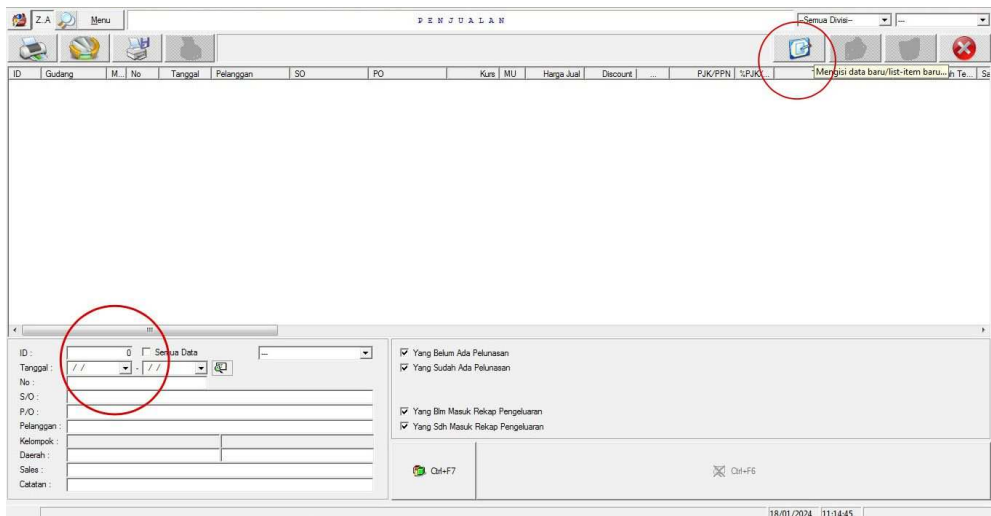 Z.A Menu PENJUALAN --Semua Divisi-- --
ID Gudang M... No Tanggal Pelanggan SO PO Kurs MU Harga Jual Discount ... PJK/PPN %PJK/... Mengisi data baru/list-item baru... h Te... Sa
ID : 0 Semua Data --
Tanggal : / / - / /
No :
S/O :
P/O :
Pelanggan :
Kelompok :
Daerah :
Sales :
Catatan :
Yang Belum Ada Pelunasan
Yang Sudah Ada Pelunasan
Yang Blm Masuk Rekap Pengeluaran
Yang Sdh Masuk Rekap Pengeluaran
Ctrl+F7 Ctrl+F6
18/01/2024 11:14:45